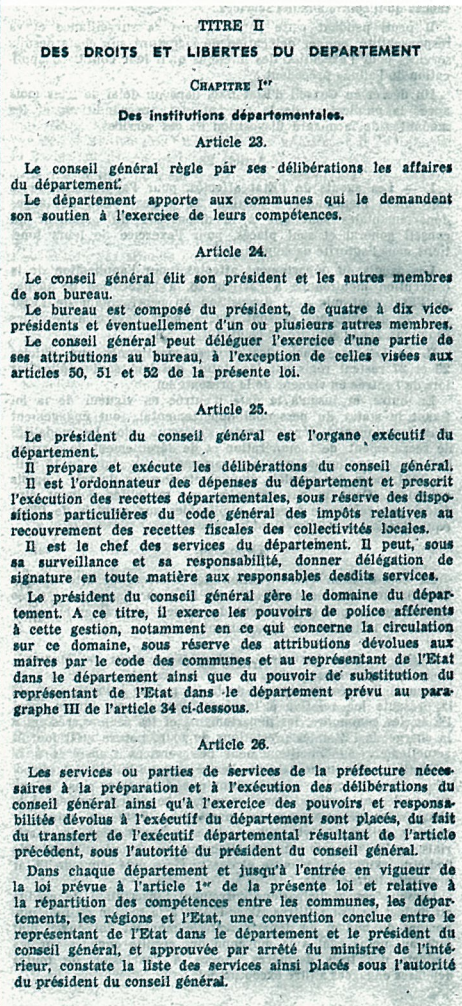 TITRE II
DES DROITS ET LIBERTES DU DEPARTEMENT
CHAPITRE Ier
Des institutions départementales.
Article 23.
Le conseil général règle par ses délibérations les affaires
du département.
Le département apporte aux communes qui le demandent
son soutien à l'exercice de leurs compétences.
Article 24.
Le conseil général élit son président et les autres membres
de son bureau.
Le bureau est composé du président, de quatre à dix vice-
présidents et éventuellement d'un ou plusieurs autres membres.
Le conseil général peut déléguer l'exercice d'une partie de
ses attributions au bureau, à l'exception de celles visées aux
articles 50, 51 et 52 de la présente loi.
Article 25.
Le président du conseil général est l'organe exécutif du
département.
Il prépare et exécute les délibérations du conseil général.
Il est l'ordonnateur des dépenses du département et prescrit
l'exécution des recettes départementales, sous réserve des dispo-
sitions particulières du code général des impôts relatives au
recouvrement des recettes fiscales des collectivités locales.
Il est le chef des services du département. Il peut, sous
sa surveillance et sa responsabilité, donner délégation de
signature en toute matière aux responsables desdits services.
Le président du conseil général gère le domaine du dépar-
tement. A ce titre, il exerce les pouvoirs de police afférents
à cette gestion, notamment en ce qui concerne la circulation
sur ce domaine, sous réserve des attributions dévolues aux
maires par le code des communes et au représentant de l'Etat
dans le département ainsi que du pouvoir de substitution du
représentant de l'Etat dans le département prévu au para-
graphe III de l'article 34 ci-dessous.
Article 26.
Les services ou parties de services de la préfecture néces-
saires à la préparation et à l'exécution des délibérations du
conseil général ainsi qu'à l'exercice des pouvoirs et responsa-
bilités dévolus à l'exécutif du département sont placés, du fait
du transfert de l'exécutif départemental résultant de l'article
précédent, sous l'autorité du président du conseil général.
Dans chaque département et jusqu'à l'entrée en vigueur de
la loi prévue à l'article 1er de la présente loi et relative à
la répartition des compétences entre les communes, les dépar-
tements, les régions et l'Etat, une convention conclue entre le
représentant de l'Etat dans le département et le président du
conseil général, et approuvée par arrêté du ministre de l'inté-
rieur, constate la liste des services ainsi placés sous l'autorité
du président du conseil général.